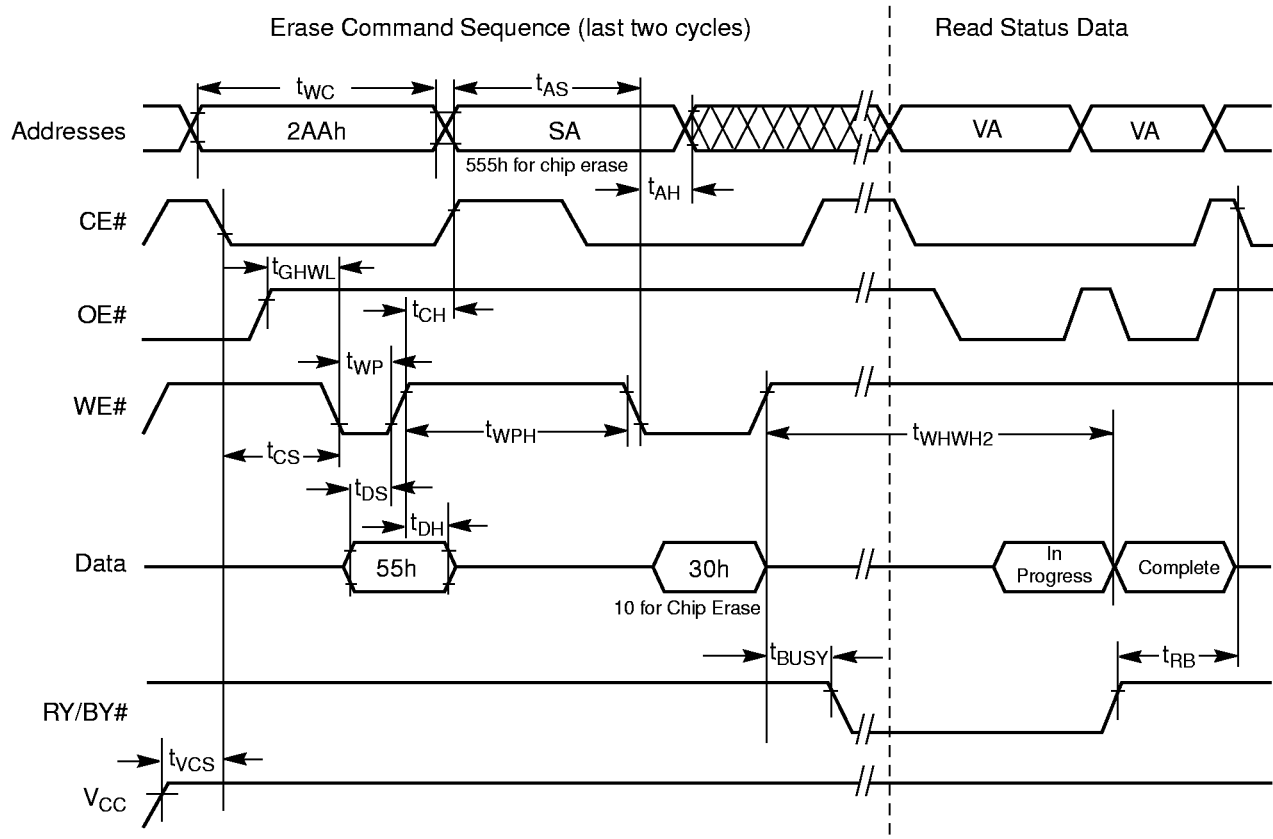 Erase Command Sequence (last two cycles)
Read Status Data
tWC
tAS
Addresses
2AAh
SA
VA
VA
555h for chip erase
tAH
CE#
tGHWL
OE#
tCH
tWP
WE#
tWPH
tWHWH2
tCS
tDS
tDH
Data
55h
30h
In
Progress
Complete
10 for Chip Erase
tBUSY
tRB
RY/BY#
tVCS
VCC